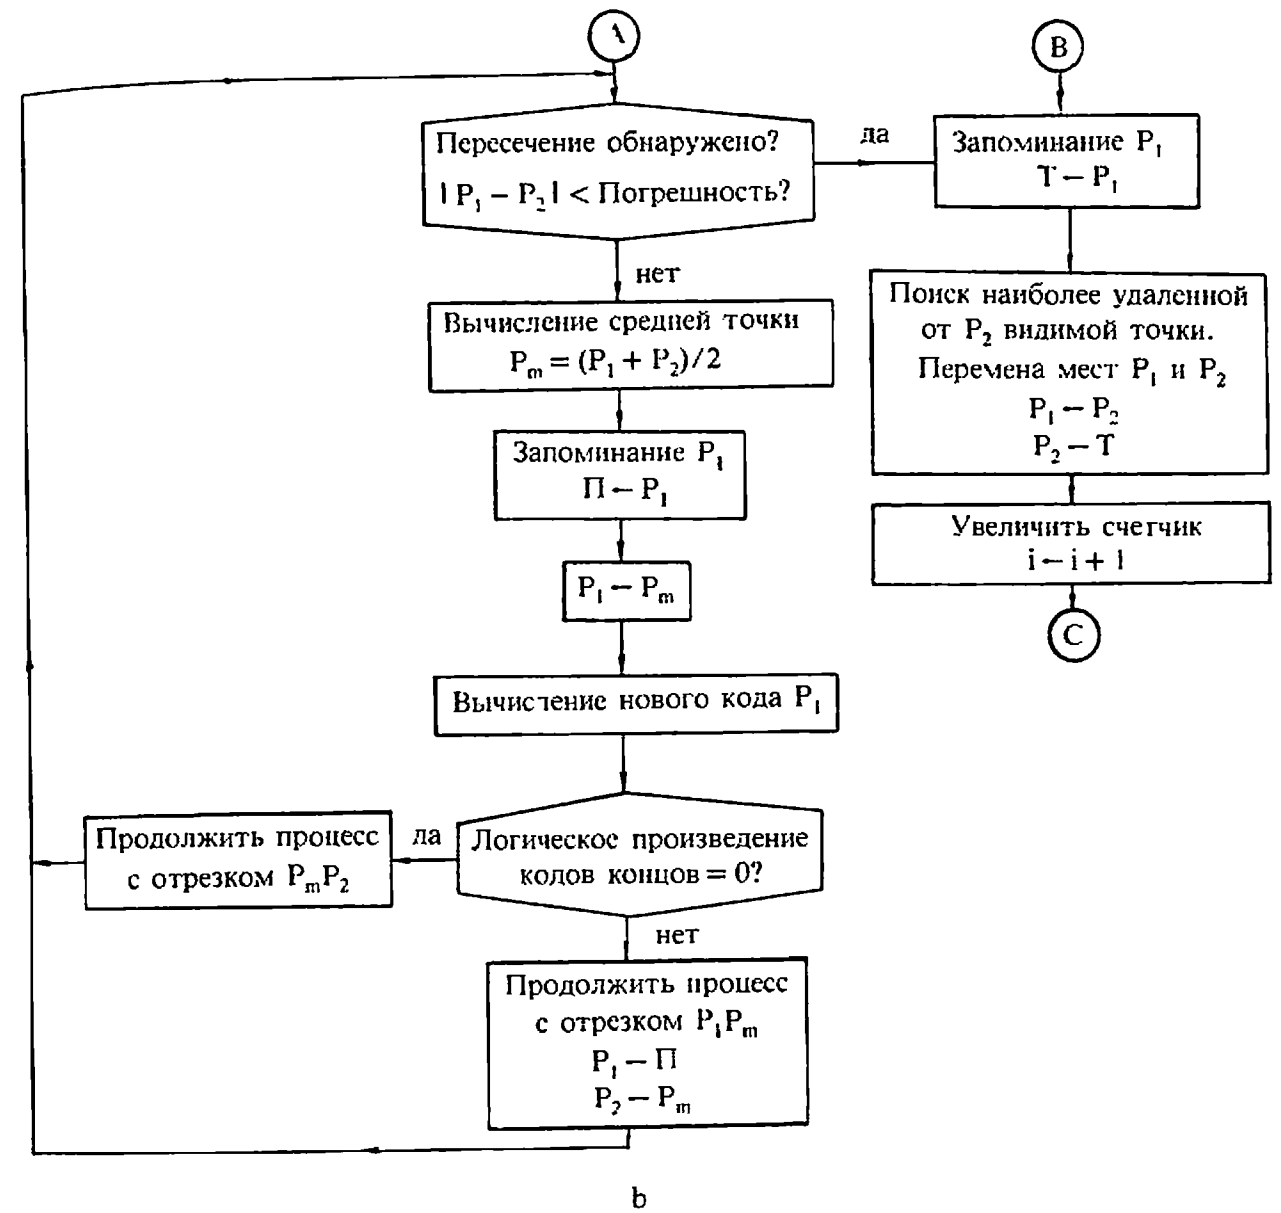 A
B
Пересечение обнаружено?
| P₁ – P₂ | < Погрешность?
да
Запоминание P₁
T ← P₁
нет
Вычисление средней точки
Pₘ = (P₁ + P₂)/2
Поиск наиболее удаленной
от P₂ видимой точки.
Перемена мест P₁ и P₂
P₁ ← P₂
P₂ ← T
Запоминание P₁
П ← P₁
Увеличить счетчик
i ← i + 1
P₁ ← Pₘ
C
Вычисление нового кода P₁
Логическое произведение
кодов концов = 0?
да
Продолжить процесс
с отрезком PₘP₂
нет
Продолжить процесс
с отрезком P₁Pₘ
P₁ ← П
P₂ ← Pₘ
b